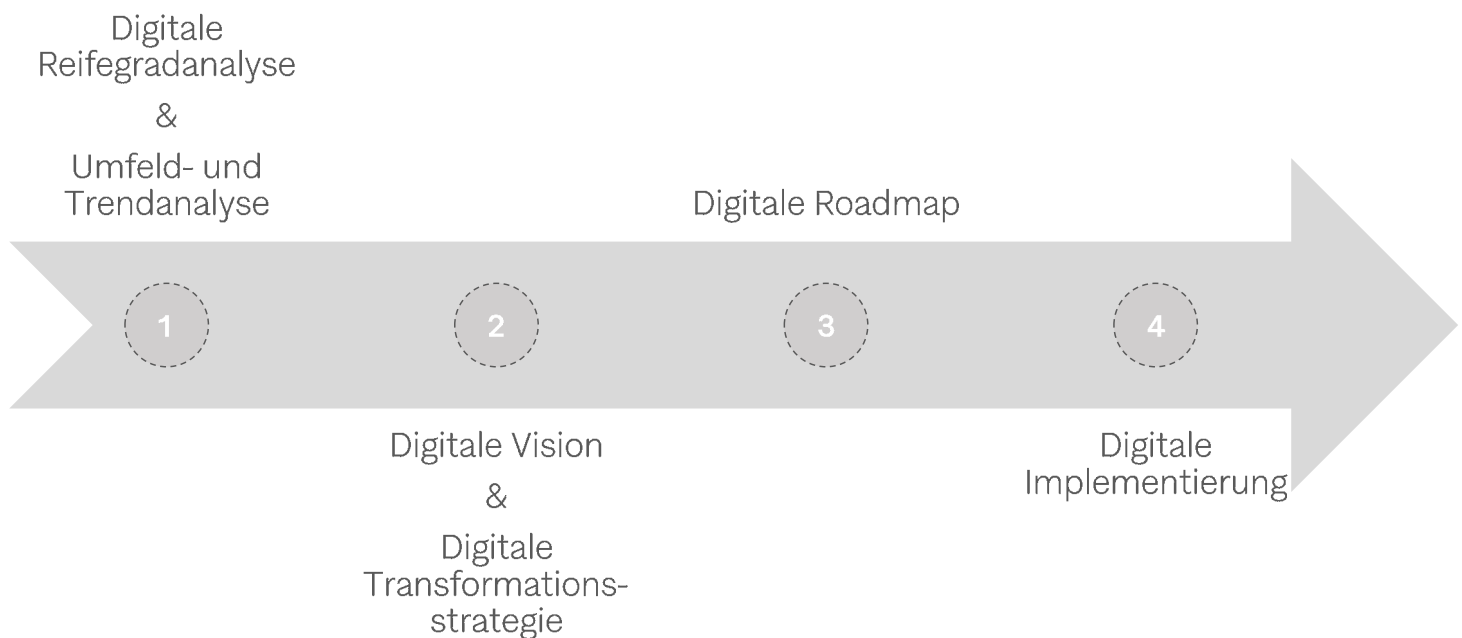 Digitale
Reifegradanalyse
&
Umfeld- und
Trendanalyse
Digitale Roadmap
1
2
3
4
Digitale Vision
&
Digitale
Transformations-
strategie
Digitale
Implementierung